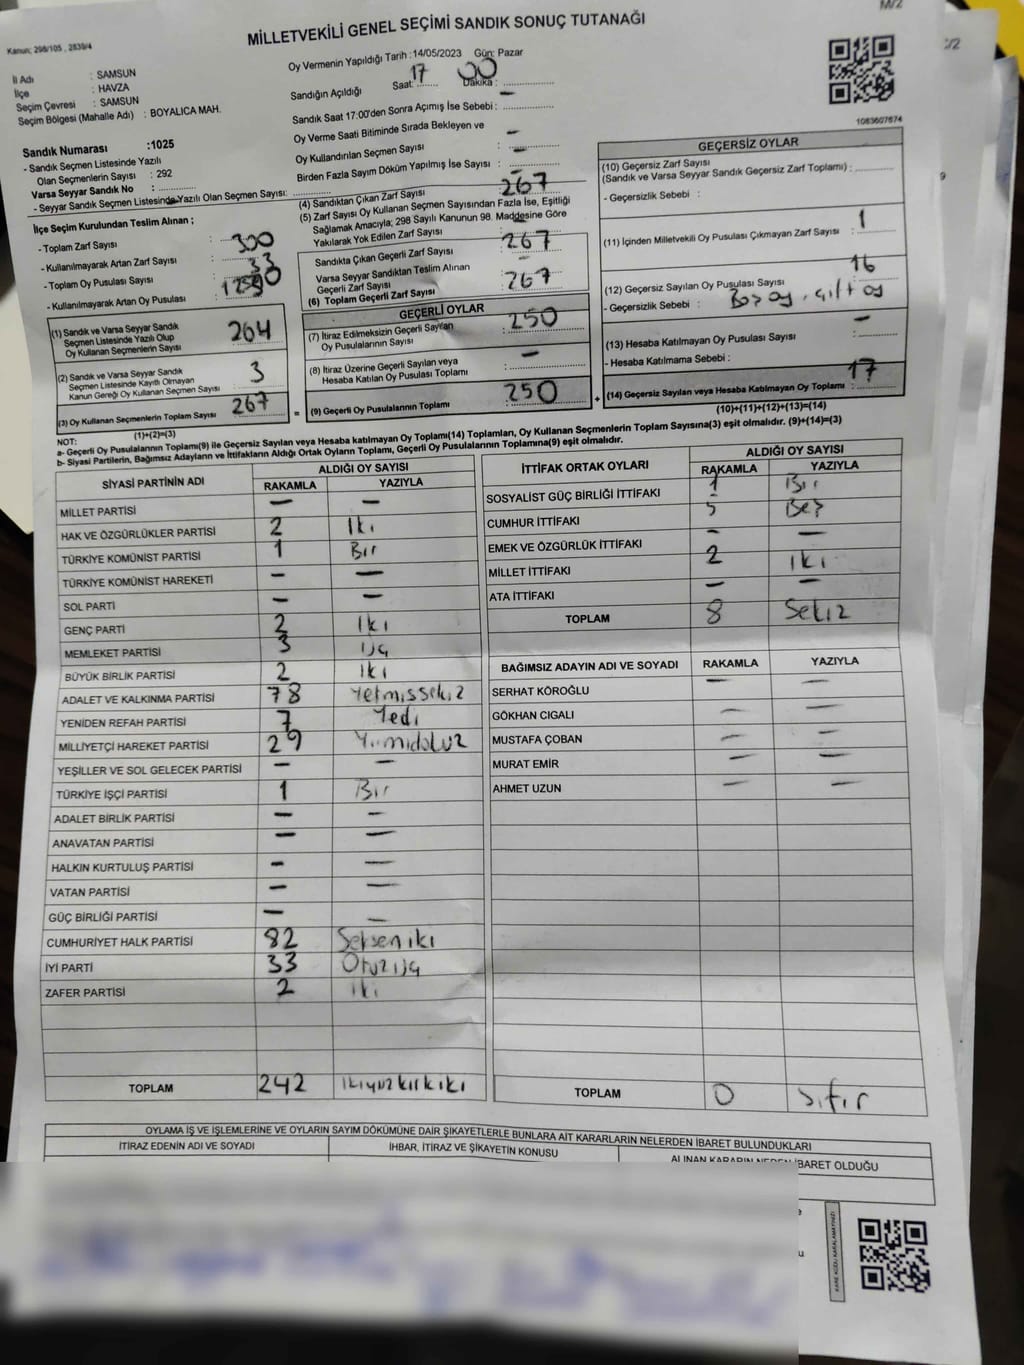 M/2
MİLLETVEKİLİ GENEL SEÇİMİ SANDIK SONUÇ TUTANAĞI
Kanun: 298/105 , 2839/4
İl Adı : SAMSUN
İlçe : HAVZA
Seçim Çevresi : SAMSUN
Seçim Bölgesi (Mahalle Adı) : BOYALICA MAH.
Oy Vermenin Yapıldığı Tarih : 14/05/2023 Gün: Pazar
Sandığın Açıldığı Saat: 17 Dakika: 00
Sandık Saat 17:00'den Sonra Açımış İse Sebebi : –
Oy Verme Saati Bitiminde Sırada Bekleyen ve
Oy Kullandırılan Seçmen Sayısı : –
Birden Fazla Sayım Döküm Yapılmış İse Sayısı : –
1083607674
Sandık Numarası :1025
- Sandık Seçmen Listesinde Yazılı
Olan Seçmenlerin Sayısı : 292
Varsa Seyyar Sandık No :
- Seyyar Sandık Seçmen Listesinde Yazılı Olan Seçmen Sayısı:
İlçe Seçim Kurulundan Teslim Alınan ;
- Toplam Zarf Sayısı : 300
- Kullanılmayarak Artan Zarf Sayısı : 33
- Toplam Oy Pusulası Sayısı :
- Kullanılmayarak Artan Oy Pusulası :
(1) Sandık ve Varsa Seyyar Sandık
Seçmen Listesinde Yazılı Olup
Oy Kullanan Seçmenlerin Sayısı 264
(2) Sandık ve Varsa Seyyar Sandık
Seçmen Listesinde Kayıtlı Olmayan
Kanun Gereği Oy Kullanan Seçmen Sayısı 3
(3) Oy Kullanan Seçmenlerin Toplam Sayısı 267
(1)+(2)=(3)
(4) Sandıktan Çıkan Zarf Sayısı : 267
(5) Zarf Sayısı Oy Kullanan Seçmen Sayısından Fazla İse, Eşitliği
Sağlamak Amacıyla; 298 Sayılı Kanunun 98. Maddesine Göre
Yakılarak Yok Edilen Zarf Sayısı : –
Sandıkta Çıkan Geçerli Zarf Sayısı : 267
Varsa Seyyar Sandıktan Teslim Alınan
Geçerli Zarf Sayısı : –
(6) Toplam Geçerli Zarf Sayısı : 267
GEÇERLİ OYLAR
(7) İtiraz Edilmeksizin Geçerli Sayılan
Oy Pusulalarının Sayısı : 250
(8) İtiraz Üzerine Geçerli Sayılan veya
Hesaba Katılan Oy Pusulası Toplamı : –
= (9) Geçerli Oy Pusulalarının Toplamı : 250
GEÇERSİZ OYLAR
(10) Geçersiz Zarf Sayısı
(Sandık ve Varsa Seyyar Sandık Geçersiz Zarf Toplamı) :
- Geçersizlik Sebebi :
(11) İçinden Milletvekili Oy Pusulası Çıkmayan Zarf Sayısı : 1
(12) Geçersiz Sayılan Oy Pusulası Sayısı : 16
- Geçersizlik Sebebi : Boş oy, çift oy
(13) Hesaba Katılmayan Oy Pusulası Sayısı : –
- Hesaba Katılmama Sebebi :
+ (14) Geçersiz Sayılan veya Hesaba Katılmayan Oy Toplamı : 17
(10)+(11)+(12)+(13)=(14)
NOT:
a- Geçerli Oy Pusulalarının Toplamı(9) ile Geçersiz Sayılan veya Hesaba katılmayan Oy Toplamı(14) Toplamları, Oy Kullanan Seçmenlerin Toplam Sayısına(3) eşit olmalıdır. (9)+(14)=(3)
b- Siyasi Partilerin, Bağımsız Adayların ve İttifakların Aldığı Ortak Oyların Toplamı, Geçerli Oy Pusulalarının Toplamına(9) eşit olmalıdır.
SİYASİ PARTİNİN ADI ALDIĞI OY SAYISI
RAKAMLA YAZIYLA
MİLLET PARTİSİ – –
HAK VE ÖZGÜRLÜKLER PARTİSİ 2 İki
TÜRKİYE KOMÜNİST PARTİSİ 1 Bir
TÜRKİYE KOMÜNİST HAREKETİ – –
SOL PARTİ – –
GENÇ PARTİ 2 İki
MEMLEKET PARTİSİ 3 Üç
BÜYÜK BİRLİK PARTİSİ 2 İki
ADALET VE KALKINMA PARTİSİ 78 Yetmişsekiz
YENİDEN REFAH PARTİSİ 7 Yedi
MİLLİYETÇİ HAREKET PARTİSİ 29 Yirmidokuz
YEŞİLLER VE SOL GELECEK PARTİSİ – –
TÜRKİYE İŞÇİ PARTİSİ 1 Bir
ADALET BİRLİK PARTİSİ – –
ANAVATAN PARTİSİ – –
HALKIN KURTULUŞ PARTİSİ – –
VATAN PARTİSİ – –
GÜÇ BİRLİĞİ PARTİSİ – –
CUMHURİYET HALK PARTİSİ 82 Seksen iki
İYİ PARTİ 33 Otuz üç
ZAFER PARTİSİ 2 iki
TOPLAM 242 İkiyüz kırk iki
İTTİFAK ORTAK OYLARI ALDIĞI OY SAYISI
RAKAMLA YAZIYLA
SOSYALİST GÜÇ BİRLİĞİ İTTİFAKI 1 Bir
CUMHUR İTTİFAKI 5 Beş
EMEK VE ÖZGÜRLÜK İTTİFAKI – –
MİLLET İTTİFAKI 2 İki
ATA İTTİFAKI – –
TOPLAM 8 Sekiz
BAĞIMSIZ ADAYIN ADI VE SOYADI RAKAMLA YAZIYLA
SERHAT KÖROĞLU – –
GÖKHAN CIGALI – –
MUSTAFA ÇOBAN – –
MURAT EMİR – –
AHMET UZUN – –
TOPLAM 0 Sıfır
OYLAMA İŞ VE İŞLEMLERİNE VE OYLARIN SAYIM DÖKÜMÜNE DAİR ŞİKAYETLERLE BUNLARA AİT KARARLARIN NELERDEN İBARET BULUNDUKLARI
İTİRAZ EDENİN ADI VE SOYADI İHBAR, İTİRAZ VE ŞİKAYETİN KONUSU ALINAN KARARIN NEDEN İBARET OLDUĞU